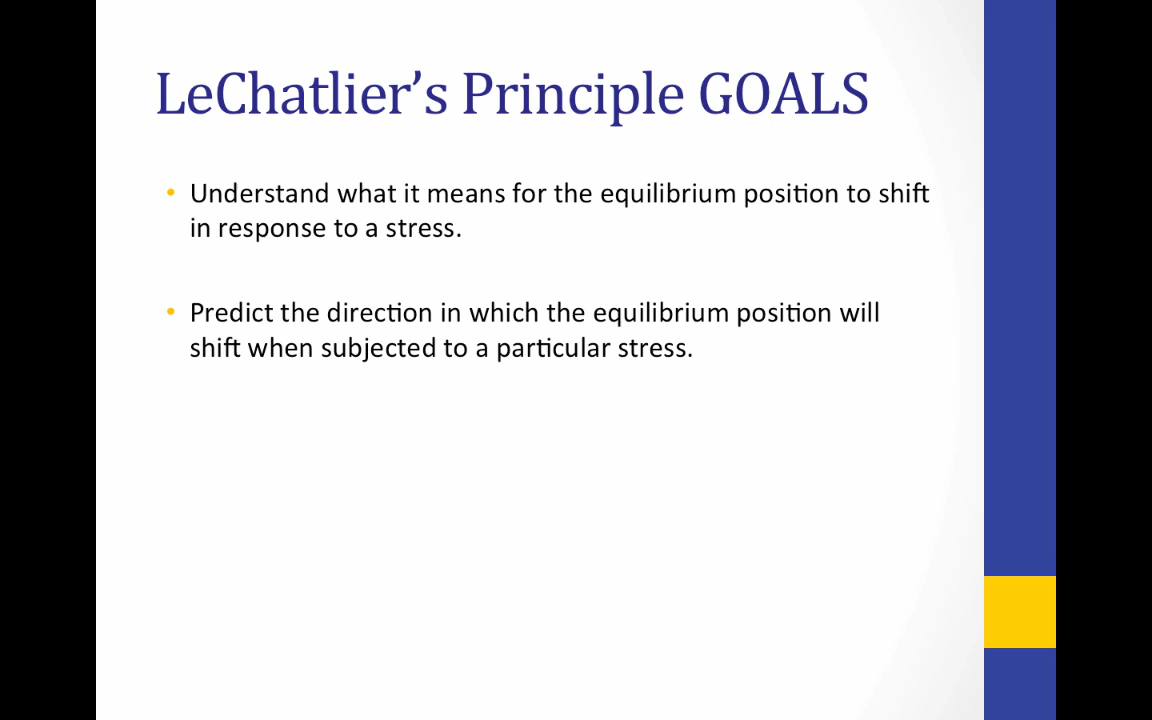 LeChatlier’s Principle GOALS
• Understand what it means for the equilibrium position to shift
in response to a stress.
• Predict the direction in which the equilibrium position will
shift when subjected to a particular stress.